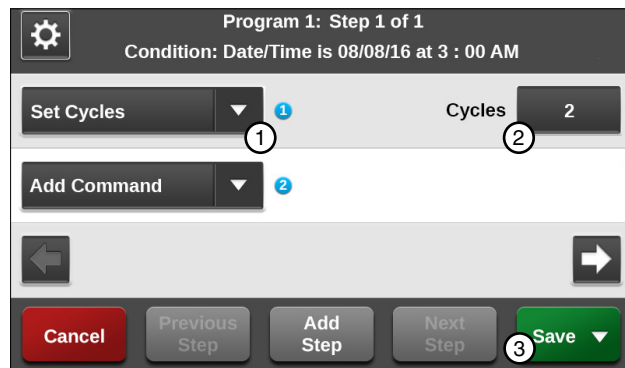 Program 1: Step 1 of 1
Condition: Date/Time is 08/08/16 at 3 : 00 AM
Set Cycles 1 Cycles 2
1 2
Add Command 2
Cancel Previous Step Add Step Next Step Save
3